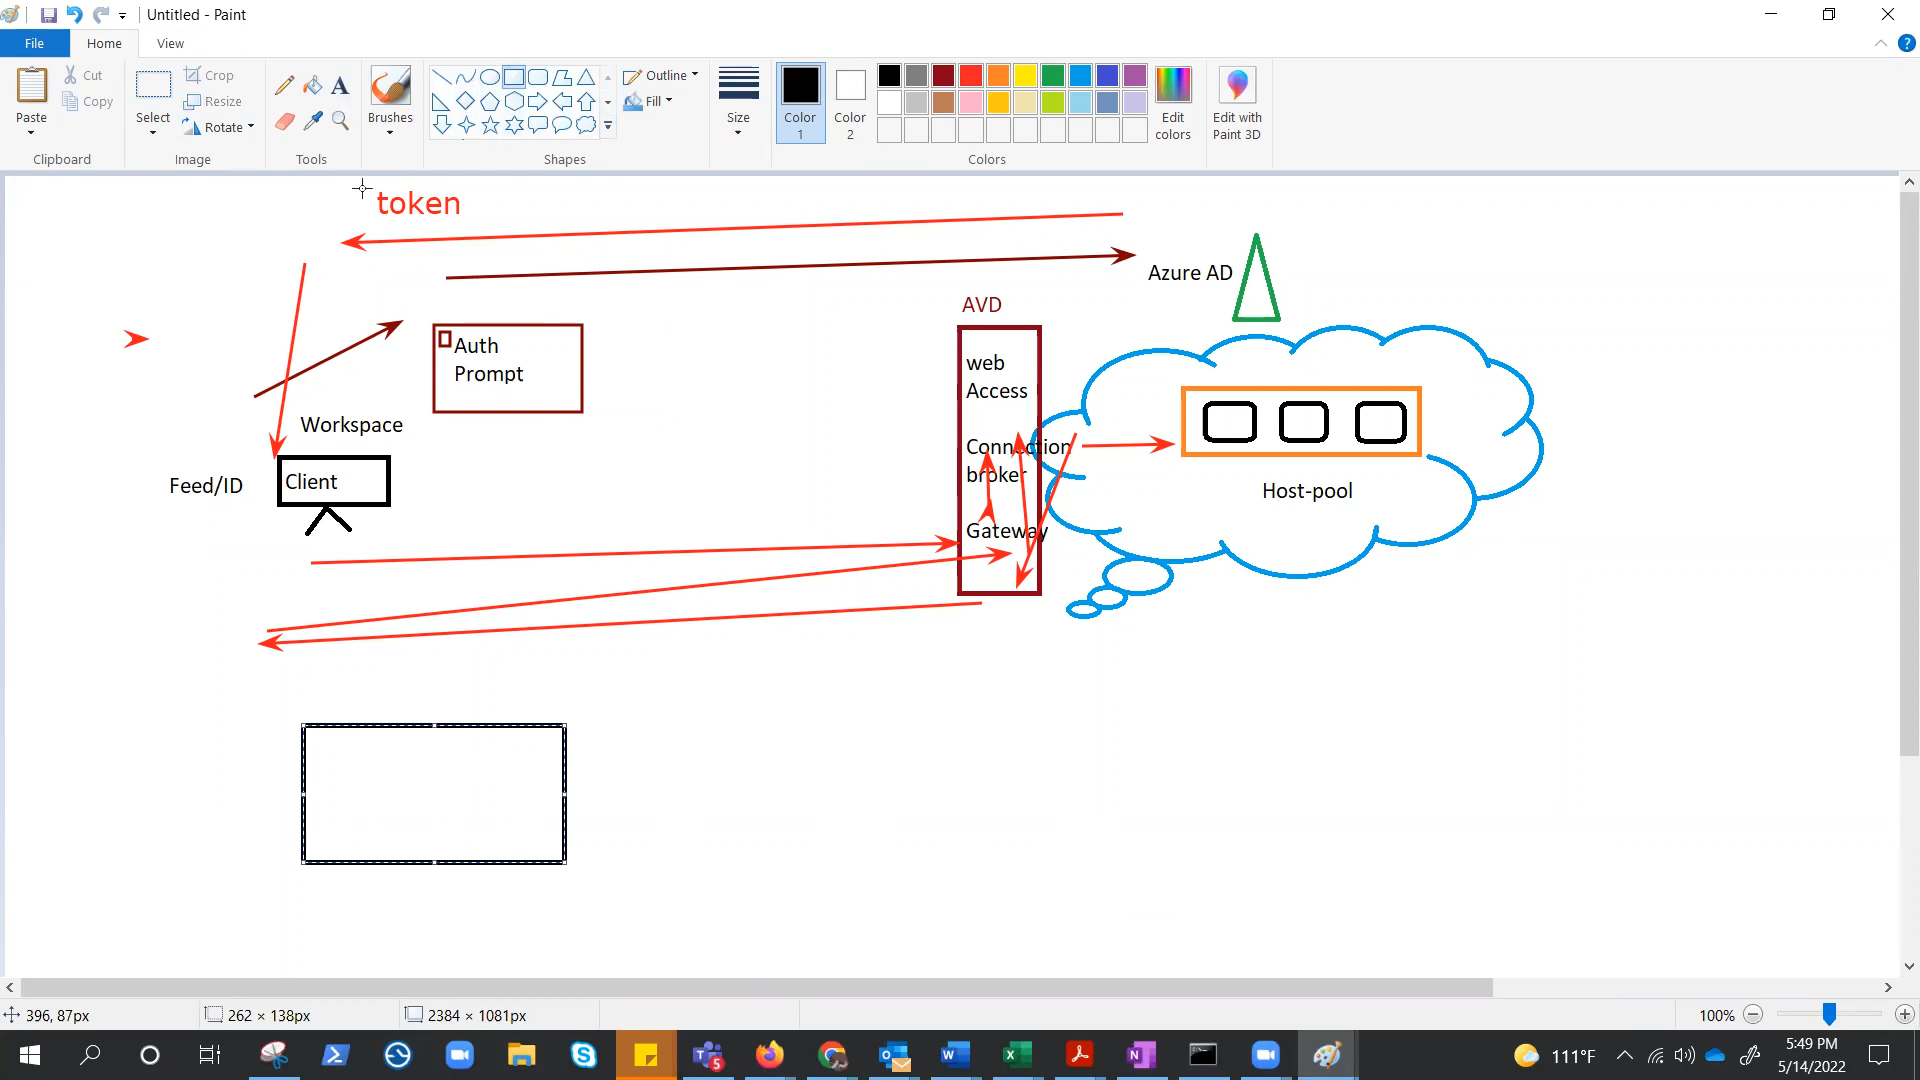 Untitled - Paint
File
Home
View
Paste
Cut
Copy
Clipboard
Select
Crop
Resize
Rotate
Image
Tools
Brushes
Shapes
Outline
Fill
Size
Color
1
Color
2
Edit
colors
Colors
Edit with
Paint 3D
token
Azure AD
AVD
Auth
Prompt
web
Access
Workspace
Connection
broker
Feed/ID
Client
Host-pool
Gateway
396, 87px
262 × 138px
2384 × 1081px
100%
111°F
5:49 PM
5/14/2022